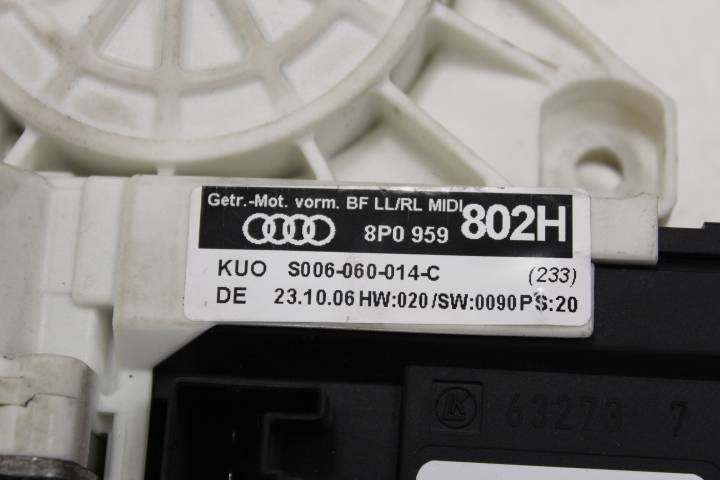 Getr.-Mot. vorm. BF LL/RL MIDI
8P0 959 802H
KUO S006-060-014-C (233)
DE 23.10.06 HW:020/SW:0090 PS:20
K 63273 7